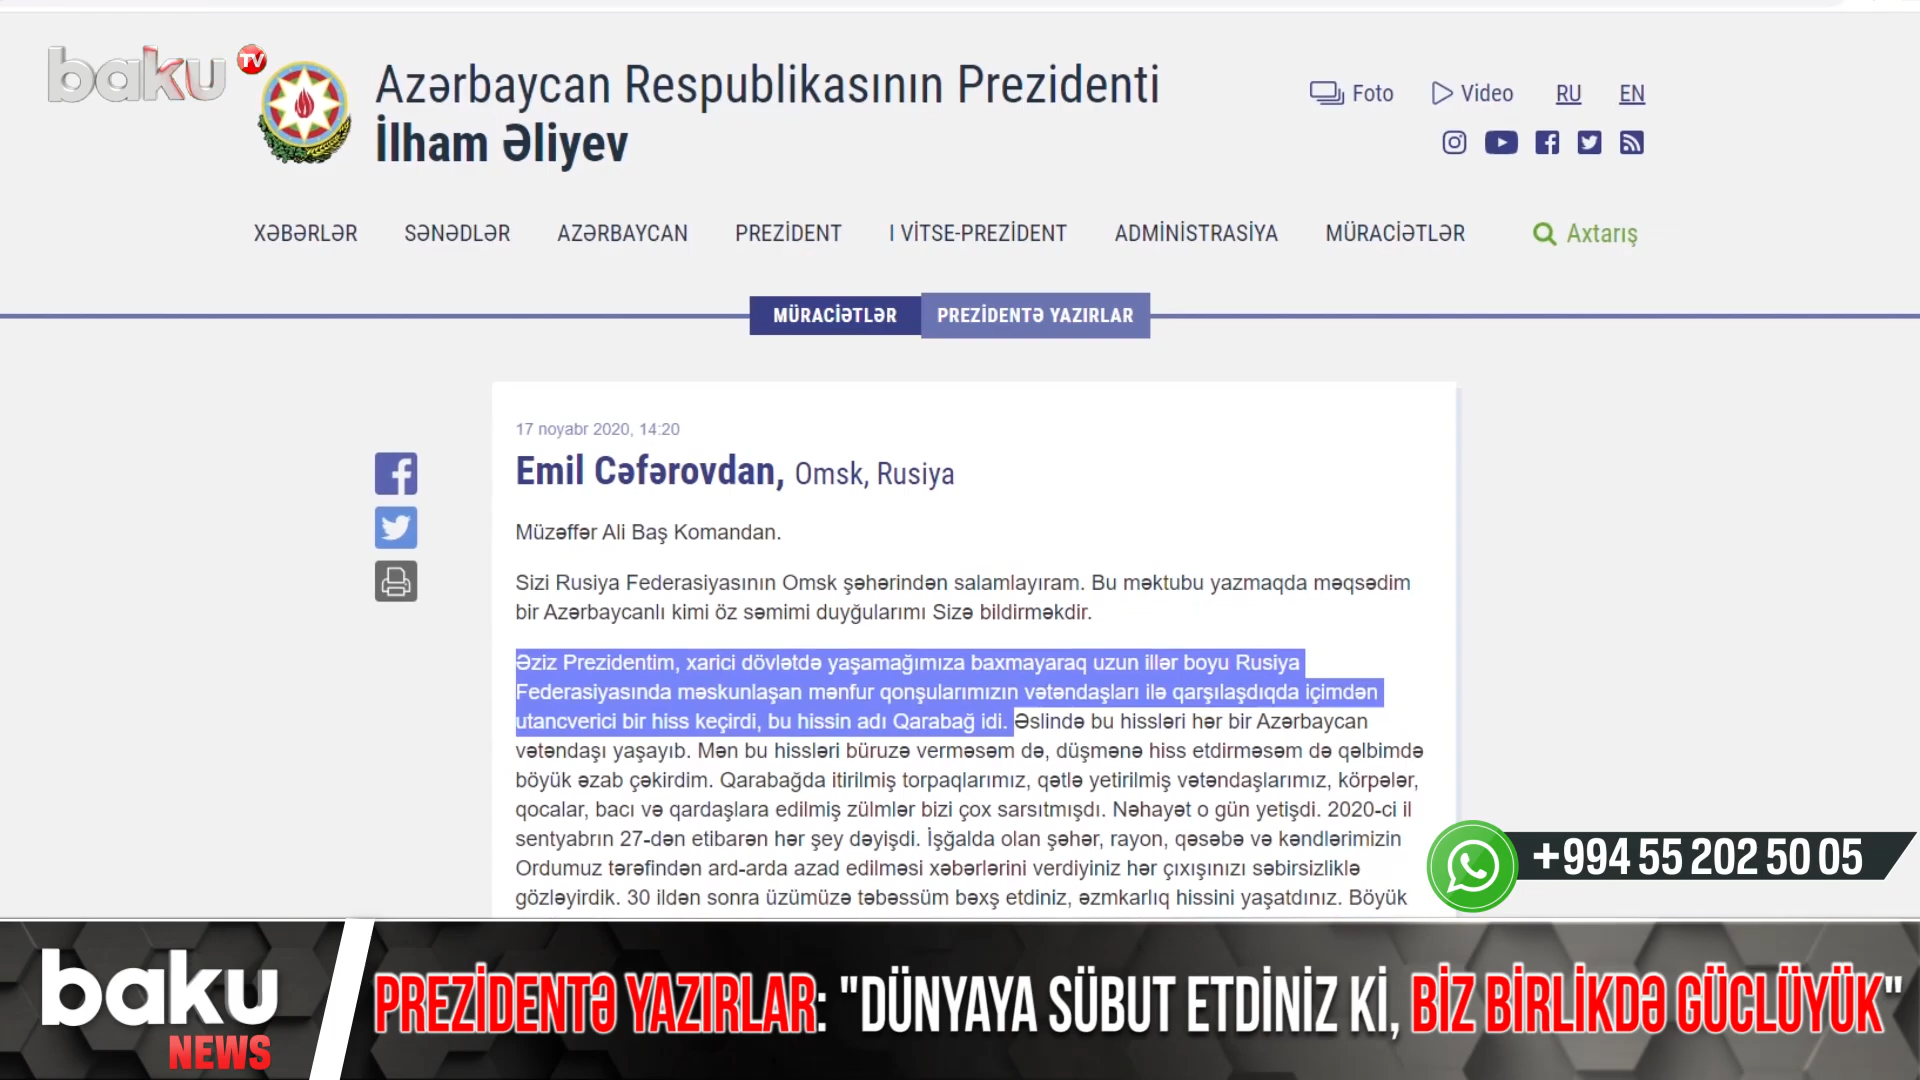 baku TV
Azərbaycan Respublikasının Prezidenti
İlham Əliyev
Foto Video RU EN
XƏBƏRLƏR SƏNƏDLƏR AZƏRBAYCAN PREZİDENT I VİTSE-PREZİDENT ADMİNİSTRASİYA MÜRACİƏTLƏR Axtarış
MÜRACİƏTLƏR PREZİDENTƏ YAZIRLAR
17 noyabr 2020, 14:20
Emil Cəfərovdan, Omsk, Rusiya
Müzəffər Ali Baş Komandan.
Sizi Rusiya Federasiyasının Omsk şəhərindən salamlayıram. Bu məktubu yazmaqda məqsədim
bir Azərbaycanlı kimi öz səmimi duyğularımı Sizə bildirməkdir.
Əziz Prezidentim, xarici dövlətdə yaşamağımıza baxmayaraq uzun illər boyu Rusiya
Federasiyasında məskunlaşan mənfur qonşularımızın vətəndaşları ilə qarşılaşdıqda içimdən
utancverici bir hiss keçirdi, bu hissin adı Qarabağ idi. Əslində bu hissləri hər bir Azərbaycan
vətəndaşı yaşayıb. Mən bu hissləri büruzə verməsəm də, düşmənə hiss etdirməsəm də qəlbimdə
böyük əzab çəkirdim. Qarabağda itirilmiş torpaqlarımız, qətlə yetirilmiş vətəndaşlarımız, körpələr,
qocalar, bacı və qardaşlara edilmiş zülmlər bizi çox sarsıtmışdı. Nəhayət o gün yetişdi. 2020-ci il
sentyabrın 27-dən etibarən hər şey dəyişdi. İşğalda olan şəhər, rayon, qəsəbə və kəndlərimizin
Ordumuz tərəfindən ard-arda azad edilməsi xəbərlərini verdiyiniz hər çıxışınızı səbirsizliklə
gözləyirdik. 30 ildən sonra üzümüzə təbəssüm bəxş etdiniz, əzmkarlıq hissini yaşatdınız. Böyük
+994 55 202 50 05
baku
NEWS
PREZİDENTƏ YAZIRLAR: "DÜNYAYA SÜBUT ETDİNİZ Kİ, BİZ BİRLİKDƏ GÜCLÜYÜK"